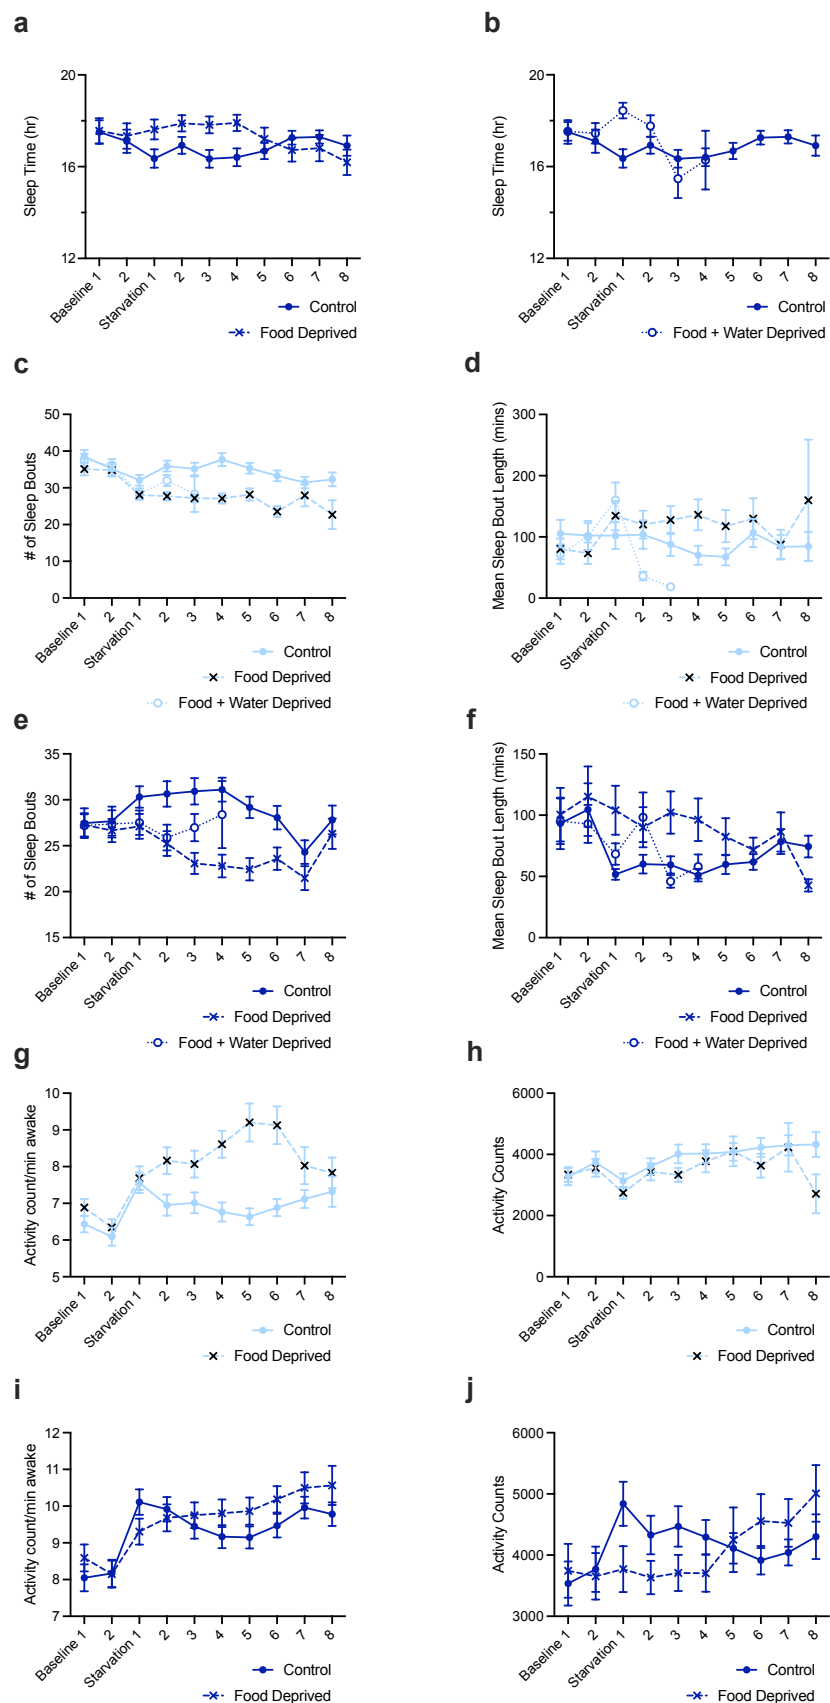 a
Sleep Time (hr)
20
16
12
Baseline 1
2
Starvation 1
2
3
4
5
6
7
8
Control
Food Deprived
b
Sleep Time (hr)
20
16
12
Baseline 1
2
Starvation 1
2
3
4
5
6
7
8
Control
Food + Water Deprived
c
# of Sleep Bouts
50
40
30
20
10
0
Baseline 1
2
Starvation 1
2
3
4
5
6
7
8
Control
Food Deprived
Food + Water Deprived
d
Mean Sleep Bout Length (mins)
300
200
100
0
Baseline 1
2
Starvation 1
2
3
4
5
6
7
8
Control
Food Deprived
Food + Water Deprived
e
# of Sleep Bouts
35
30
25
20
15
Baseline 1
2
Starvation 1
2
3
4
5
6
7
8
Control
Food Deprived
Food + Water Deprived
f
Mean Sleep Bout Length (mins)
150
100
50
0
Baseline 1
2
Starvation 1
2
3
4
5
6
7
8
Control
Food Deprived
Food + Water Deprived
g
Activity count/min awake
10
9
8
7
6
5
Baseline 1
2
Starvation 1
2
3
4
5
6
7
8
Control
Food Deprived
h
Activity Counts
6000
4000
2000
0
Baseline 1
2
Starvation 1
2
3
4
5
6
7
8
Control
Food Deprived
i
Activity count/min awake
12
11
10
9
8
7
Baseline 1
2
Starvation 1
2
3
4
5
6
7
8
Control
Food Deprived
j
Activity Counts
6000
5000
4000
3000
Baseline 1
2
Starvation 1
2
3
4
5
6
7
8
Control
Food Deprived